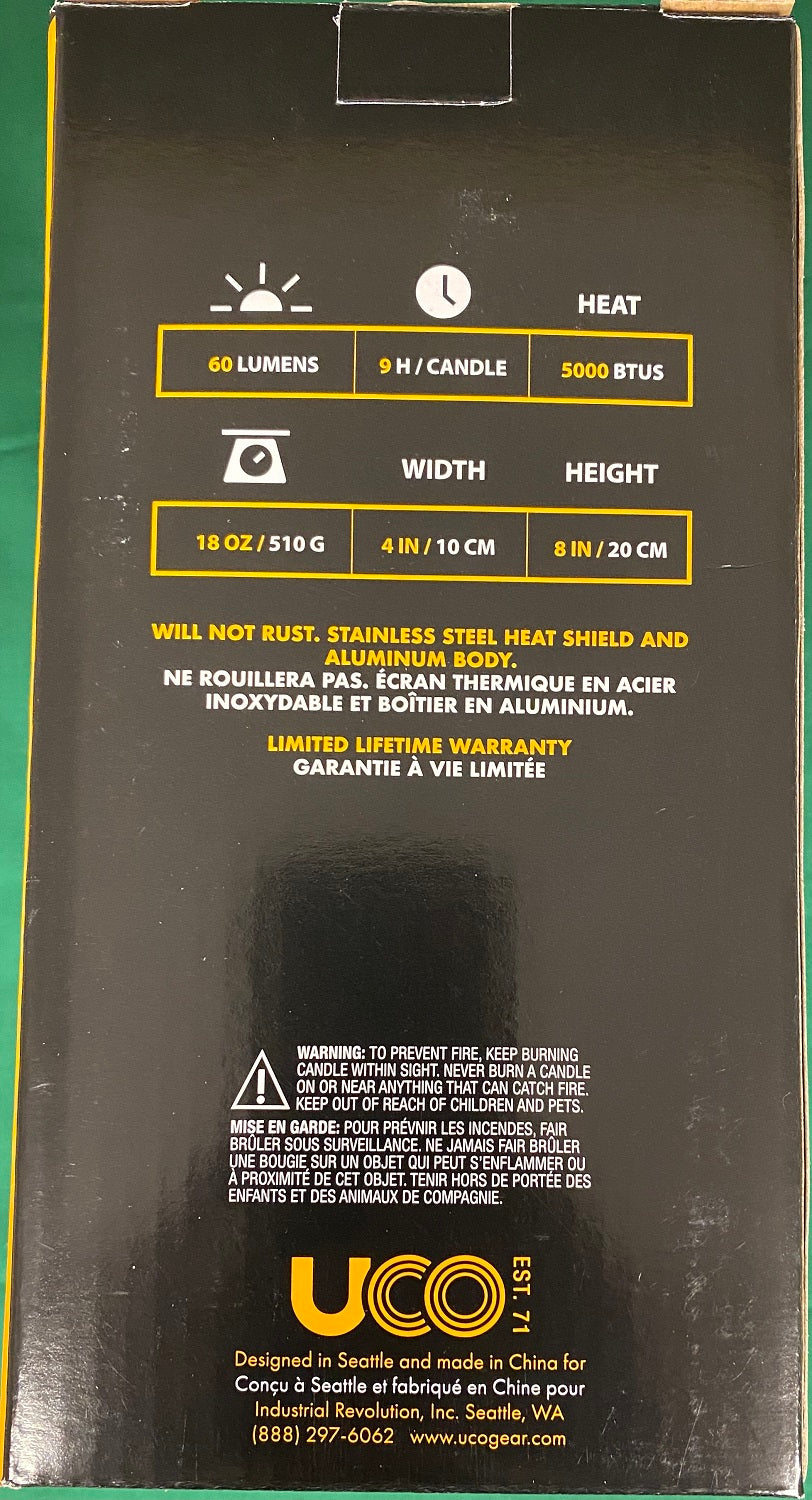 HEAT
60 LUMENS 9 H / CANDLE 5000 BTUS
WIDTH HEIGHT
18 OZ / 510 G 4 IN / 10 CM 8 IN / 20 CM
WILL NOT RUST. STAINLESS STEEL HEAT SHIELD AND
ALUMINUM BODY.
NE ROUILLERA PAS. ÉCRAN THERMIQUE EN ACIER
INOXYDABLE ET BOÎTIER EN ALUMINIUM.
LIMITED LIFETIME WARRANTY
GARANTIE À VIE LIMITÉE
WARNING: TO PREVENT FIRE, KEEP BURNING
CANDLE WITHIN SIGHT. NEVER BURN A CANDLE
ON OR NEAR ANYTHING THAT CAN CATCH FIRE.
KEEP OUT OF REACH OF CHILDREN AND PETS.
MISE EN GARDE: POUR PRÉVNIR LES INCENDES, FAIR
BRÛLER SOUS SURVEILLANCE. NE JAMAIS FAIR BRÛLER
UNE BOUGIE SUR UN OBJET QUI PEUT S'ENFLAMMER OU
À PROXIMITÉ DE CET OBJET. TENIR HORS DE PORTÉE DES
ENFANTS ET DES ANIMAUX DE COMPAGNIE.
UCO EST. 71
Designed in Seattle and made in China for
Conçu à Seattle et fabriqué en Chine pour
Industrial Revolution, Inc. Seattle, WA
(888) 297-6062 www.ucogear.com